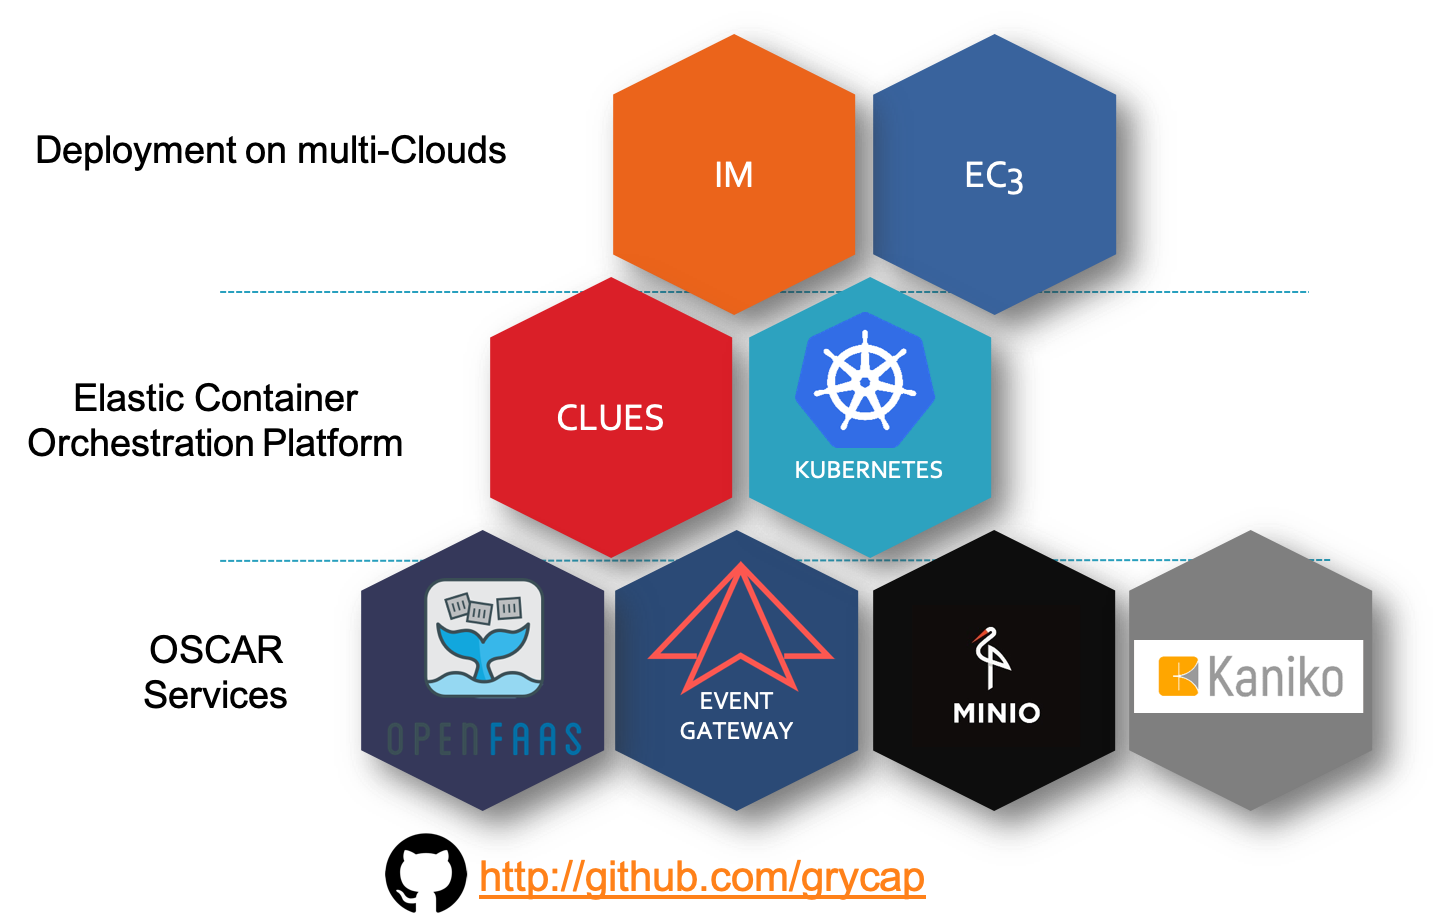 Deployment on multi-Clouds
IM
EC3
Elastic Container
Orchestration Platform
CLUES
KUBERNETES
OSCAR
Services
OPENFAAS
EVENT
GATEWAY
MINIO
Kaniko
http://github.com/grycap